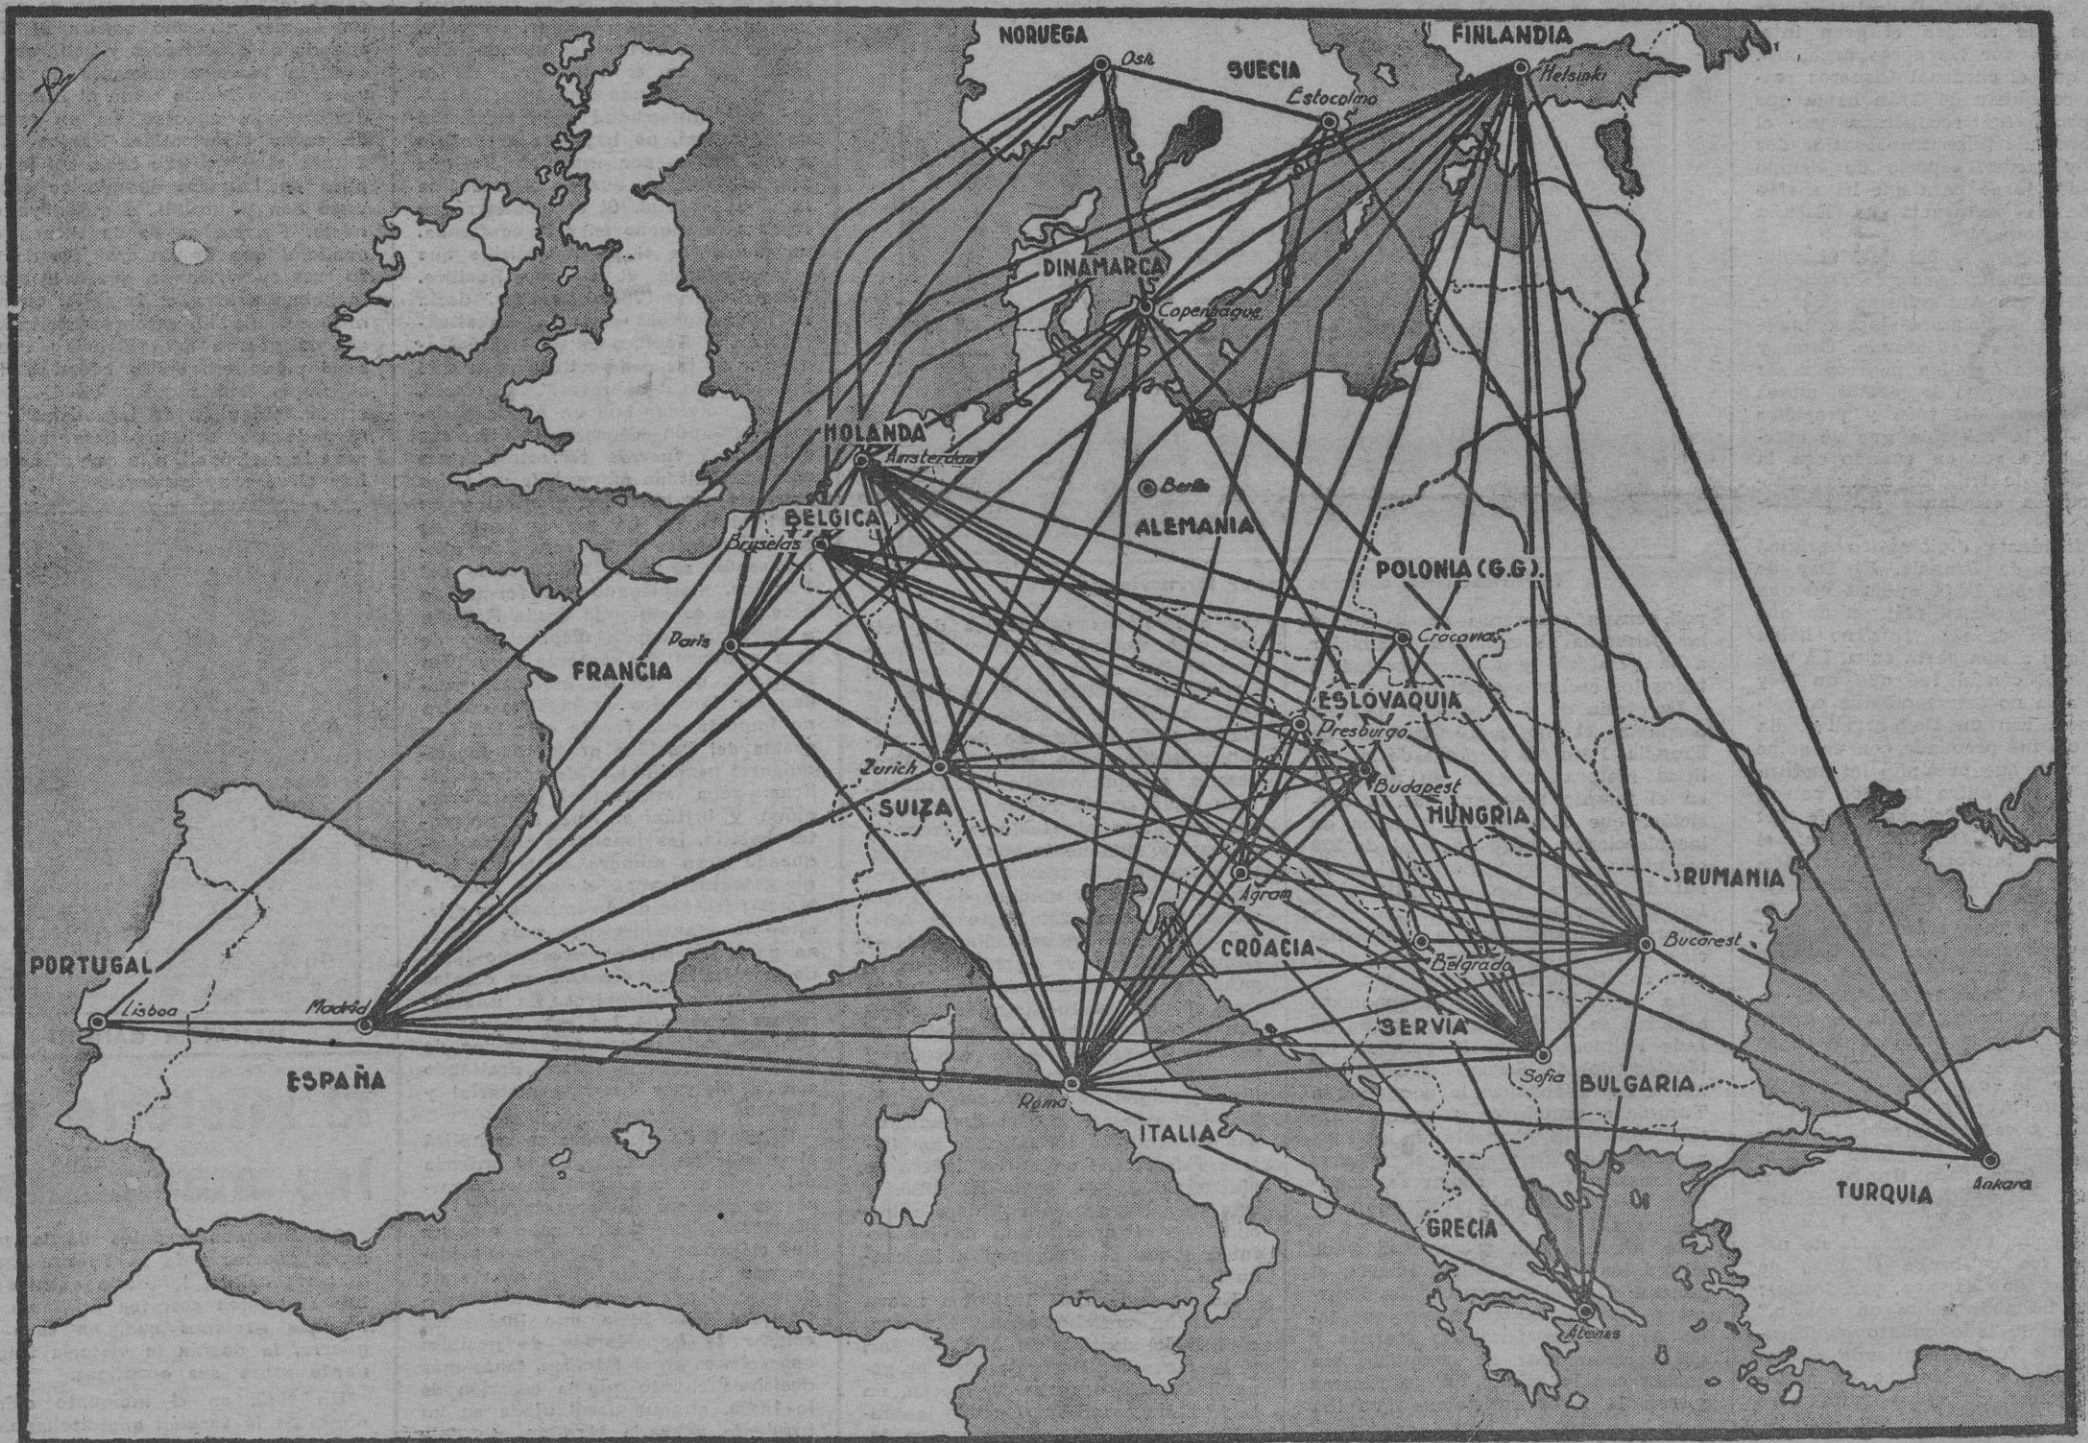 NORUEGA
FINLANDIA
SUECIA
Helsinki
Estocolmo
DINAMARCA
Copenhague
HOLANDA
Amsterdam
Berlin
BELGICA
ALEMANIA
Bruselas
POLONIA (G.G).
Paris
Cracovia
FRANCIA
ESLOVAQUIA
Presburgo
Zurich
Budapest
SUIZA
HUNGRIA
RUMANIA
Agram
CROACIA
Bucarest
PORTUGAL
Belgrado
Lisboa
Madrid
SERVIA
ESPAÑA
Sofia
BULGARIA
Roma
ITALIA
TURQUIA
Ankara
GRECIA
Atenas